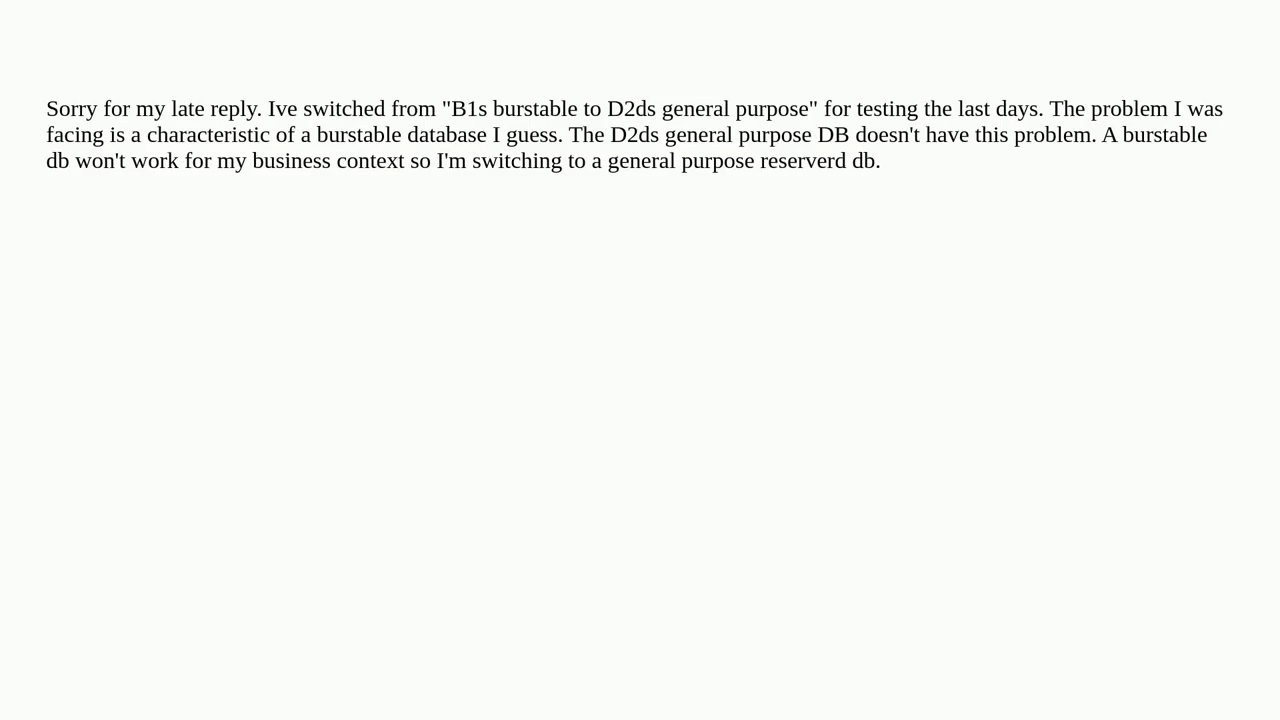 Sorry for my late reply. Ive switched from "B1s burstable to D2ds general purpose" for testing the last days. The problem I was
facing is a characteristic of a burstable database I guess. The D2ds general purpose DB doesn't have this problem. A burstable
db won't work for my business context so I'm switching to a general purpose reserverd db.